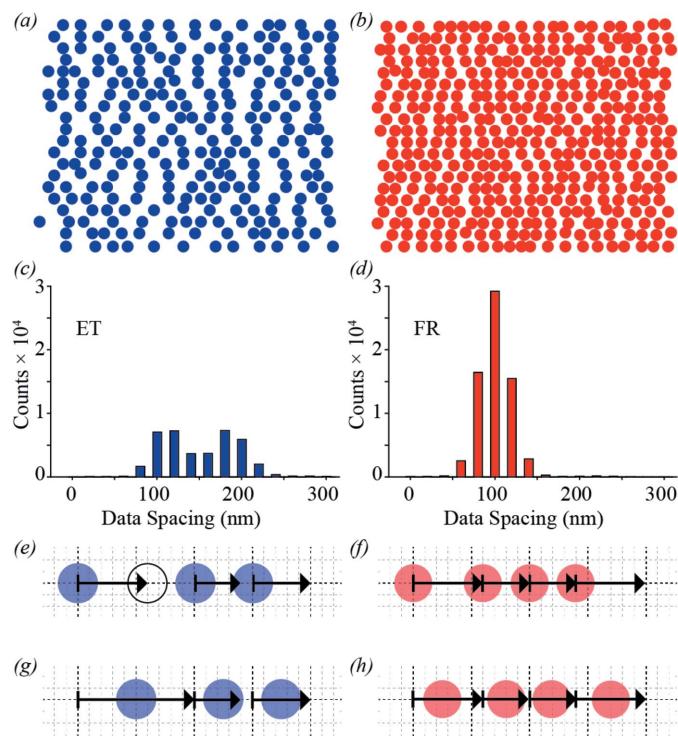 (a)
(b)
(c)
(d)
3
2
1
0
Counts × 10⁴
ET
0
100
200
300
Data Spacing (nm)
3
2
1
0
Counts × 10⁴
FR
0
100
200
300
Data Spacing (nm)
(e)
(f)
(g)
(h)